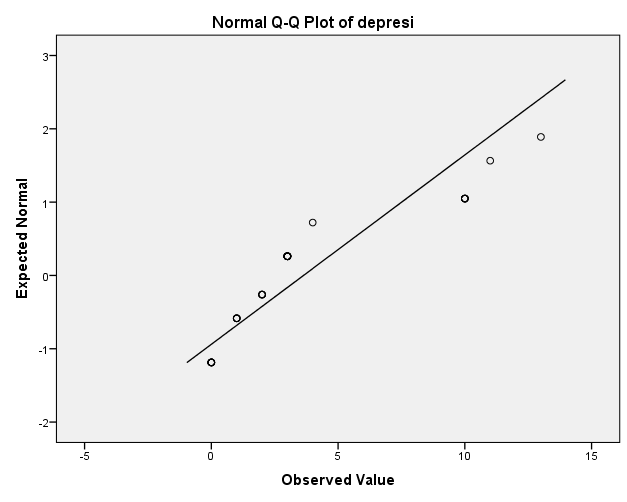 Normal Q-Q Plot of depresi
3
2
1
0
-1
-2
Expected Normal
-5 0 5 10 15
Observed Value